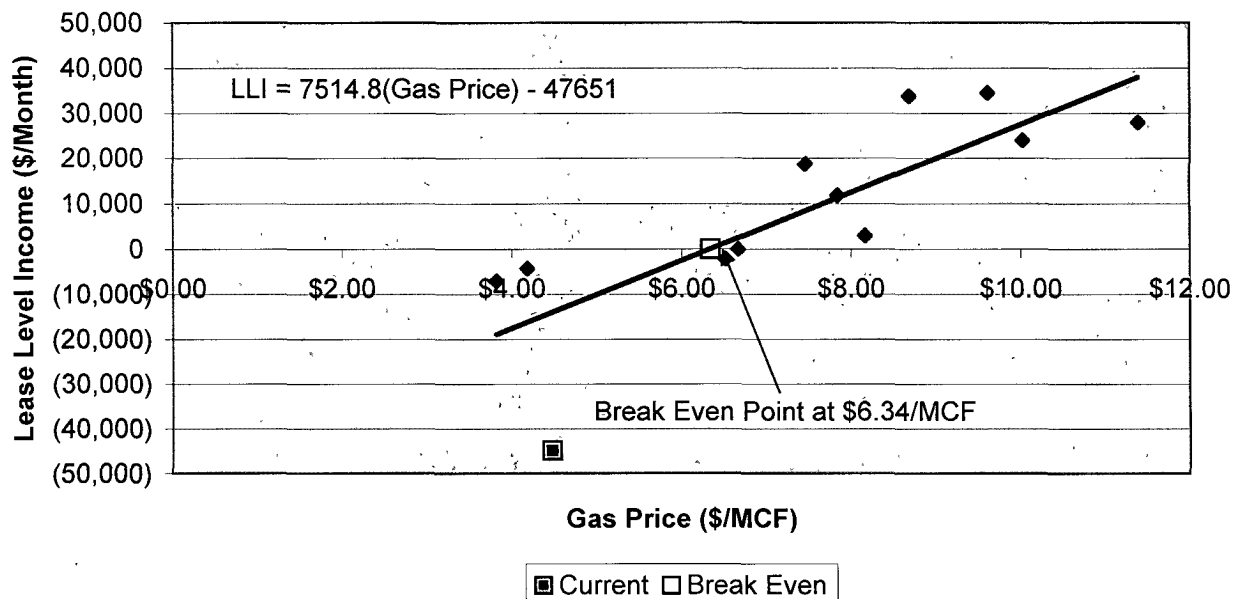 50,000
40,000
30,000
20,000
10,000
0
(10,000)
(20,000)
(30,000)
(40,000)
(50,000)
Lease Level Income ($/Month)
LLI = 7514.8(Gas Price) - 47651
$0.00 $2.00 $4.00 $6.00 $8.00 $10.00 $12.00
Break Even Point at $6.34/MCF
Gas Price ($/MCF)
Current Break Even